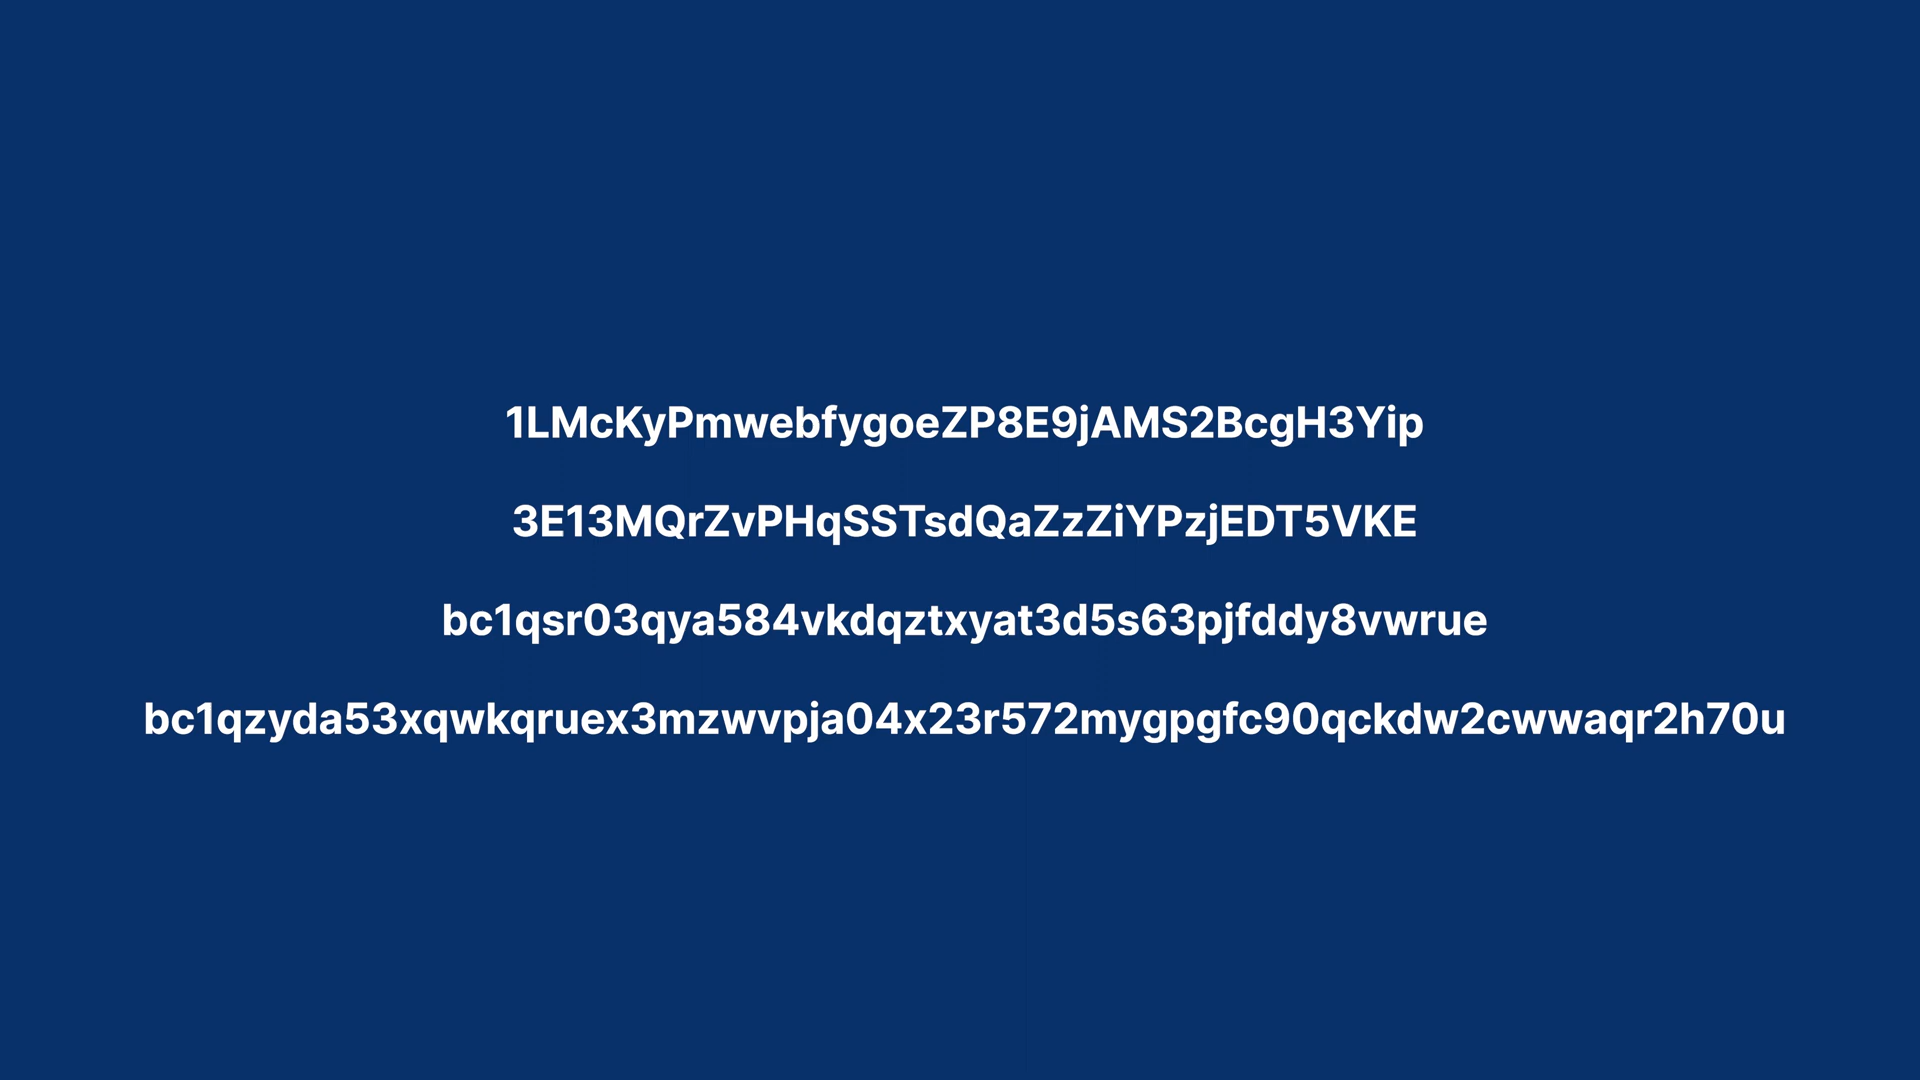 1LMcKyPmwebfygoeZP8E9jAMS2BcgH3Yip
3E13MQrZvPHqSSTsdQaZzZiYPzjEDT5VKE
bc1qsr03qya584vkdqztxyat3d5s63pjfddy8vwrue
bc1qzyda53xqwkqruex3mzwvpja04x23r572mygpgfc90qckdw2cwwaqr2h70u